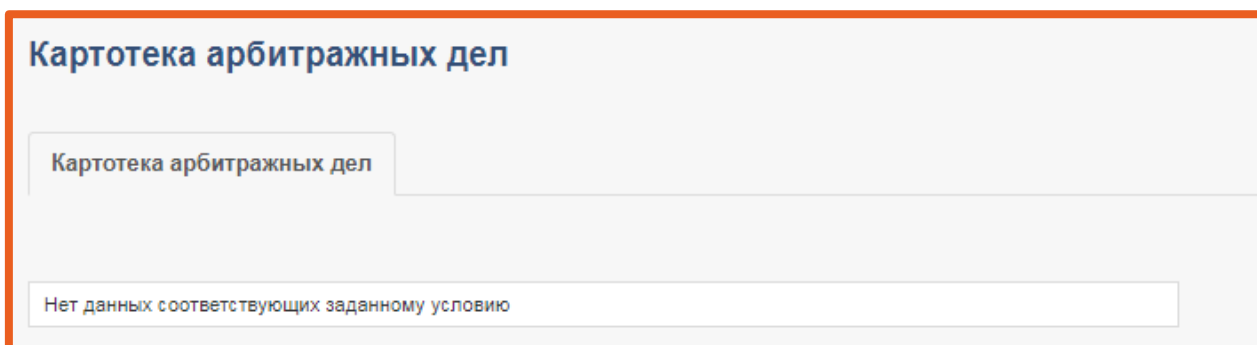 Картотека арбитражных дел
Картотека арбитражных дел
Нет данных соответствующих заданному условию